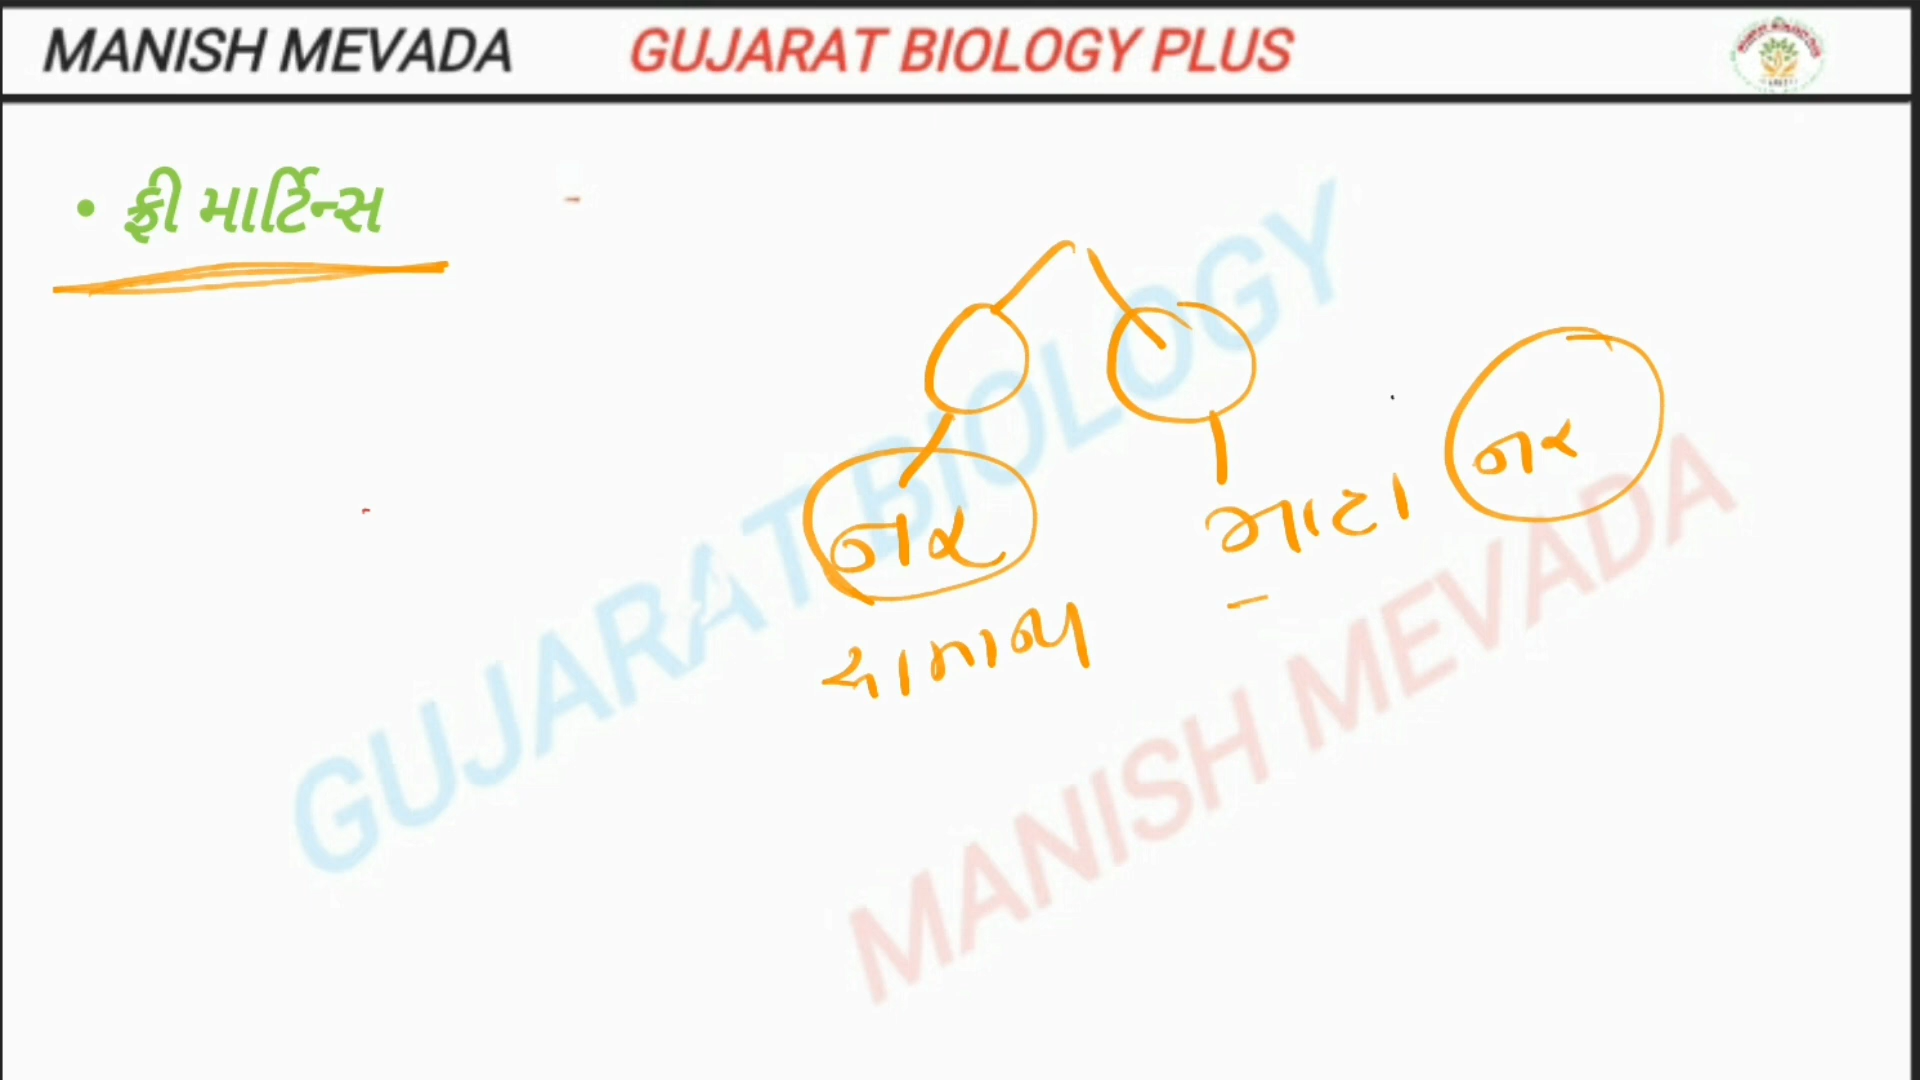 MANISH MEVADA GUJARAT BIOLOGY PLUS
• ફ્રી માર્ટિન્સ
નર
નર માદા
સામાન્ય
GUJARAT BIOLOGY
MANISH MEVADA